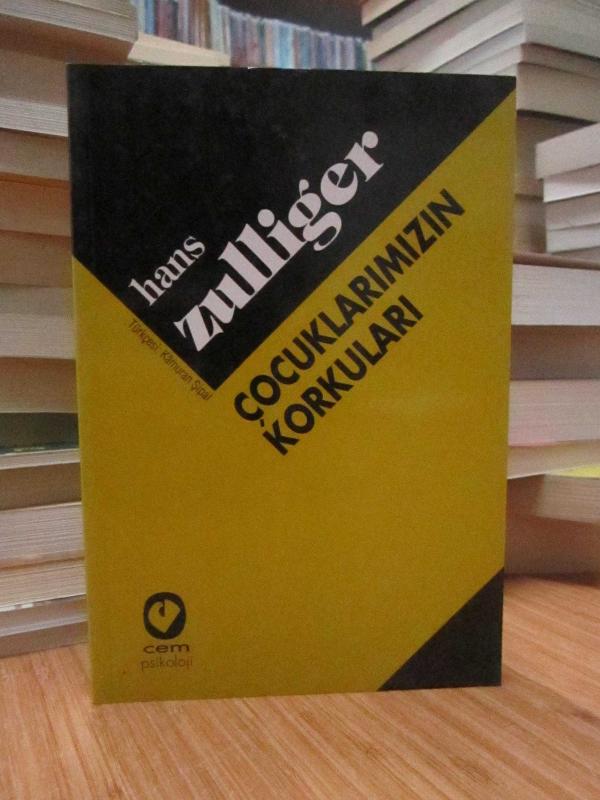 hans
zulliger
Türkçesi: Kâmuran Şipal
ÇOCUKLARIMIZIN
KORKULARI
cem
psikoloji